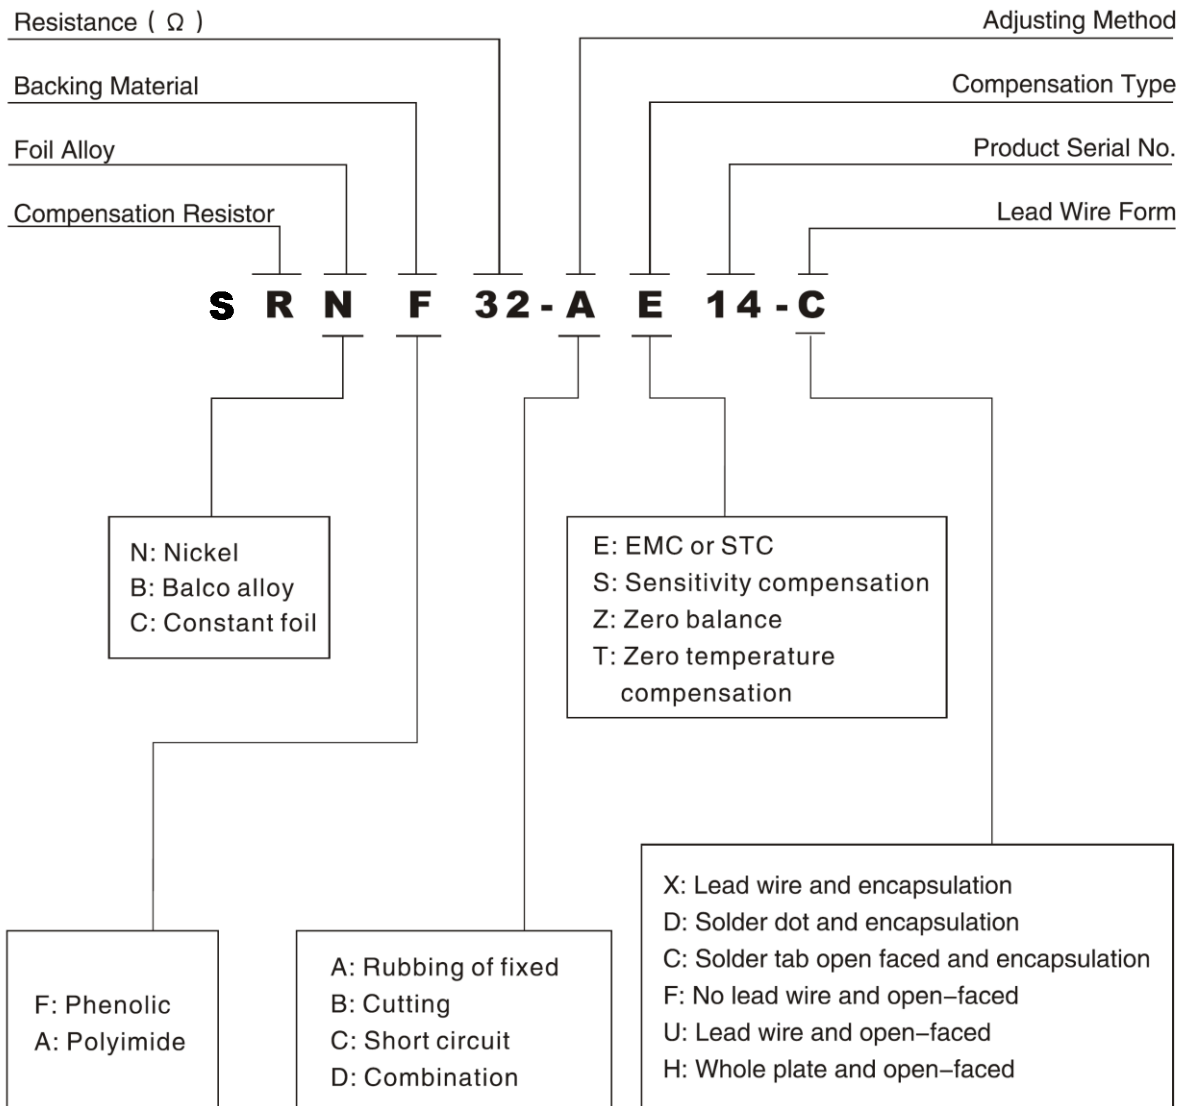 Resistance ( Ω )
Adjusting Method
Backing Material
Compensation Type
Foil Alloy
Product Serial No.
Compensation Resistor
Lead Wire Form
S R N F 32-A E 14-C
N: Nickel
B: Balco alloy
C: Constant foil
E: EMC or STC
S: Sensitivity compensation
Z: Zero balance
T: Zero temperature
compensation
F: Phenolic
A: Polyimide
A: Rubbing of fixed
B: Cutting
C: Short circuit
D: Combination
X: Lead wire and encapsulation
D: Solder dot and encapsulation
C: Solder tab open faced and encapsulation
F: No lead wire and open–faced
U: Lead wire and open–faced
H: Whole plate and open–faced